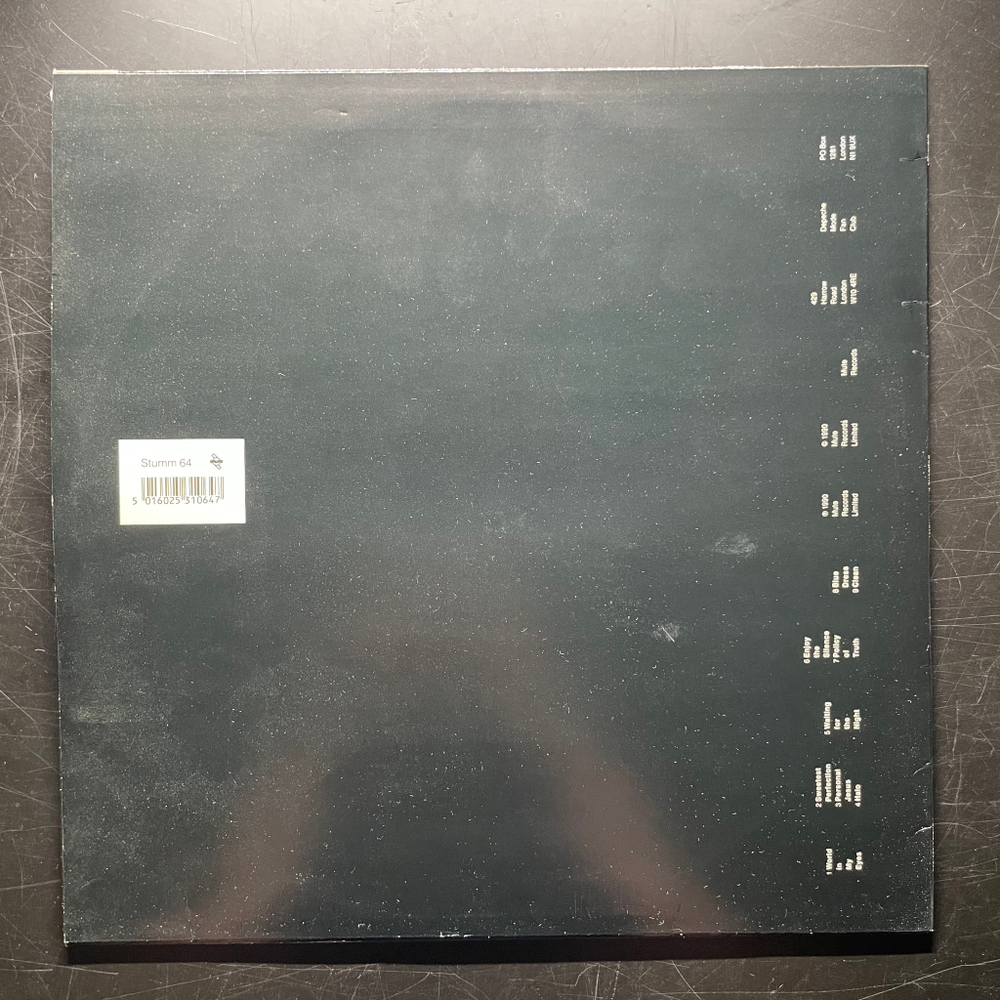 1 World
in
My
Eyes
2 Sweetest
Perfection
3 Personal
Jesus
4 Halo
5 Waiting
for
the
Night
6 Enjoy
the
Silence
7 Policy
of
Truth
8 Blue
Dress
9 Clean
℗ 1990
Mute
Records
Limited
© 1990
Mute
Records
Limited
Mute
Records
429
Harrow
Road
London
W10 4RE
Depeche
Mode
Fan
Club
PO Box
1281
London
N1 9UX
Stumm 64
5 016025 310647